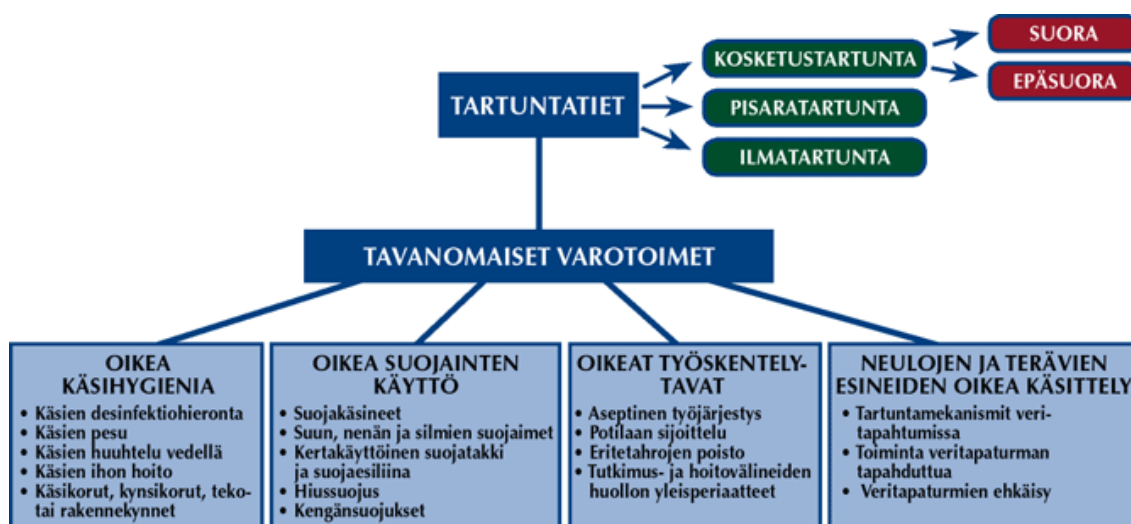 TARTUNTATIET
KOSKETUSTARTUNTA
SUORA
EPÄSUORA
PISARATARTUNTA
ILMATARTUNTA
TAVANOMAISET VAROTOIMET
OIKEA
KÄSIHYGIENIA
• Käsien desinfektiohieronta
• Käsien pesu
• Käsien huuhtelu vedellä
• Käsien ihon hoito
• Käsikorut, kynsikorut, teko-
tai rakennekynnet
OIKEA SUOJAINTEN
KÄYTTÖ
• Suojakäsineet
• Suun, nenän ja silmien suojaimet
• Kertakäyttöinen suojatakki
ja suojaesiliina
• Hiussuojus
• Kengänsuojukset
OIKEAT TYÖSKENTELY-
TAVAT
• Aseptinen työjärjestys
• Potilaan sijoittelu
• Eritetahrojen poisto
• Tutkimus- ja hoitovälineiden
huollon yleisperiaatteet
NEULOJEN JA TERÄVIEN
ESINEIDEN OIKEA KÄSITTELY
• Tartuntamekanismit veri-
tapahtumissa
• Toiminta veritapaturman
tapahduttua
• Veritapaturmien ehkäisy